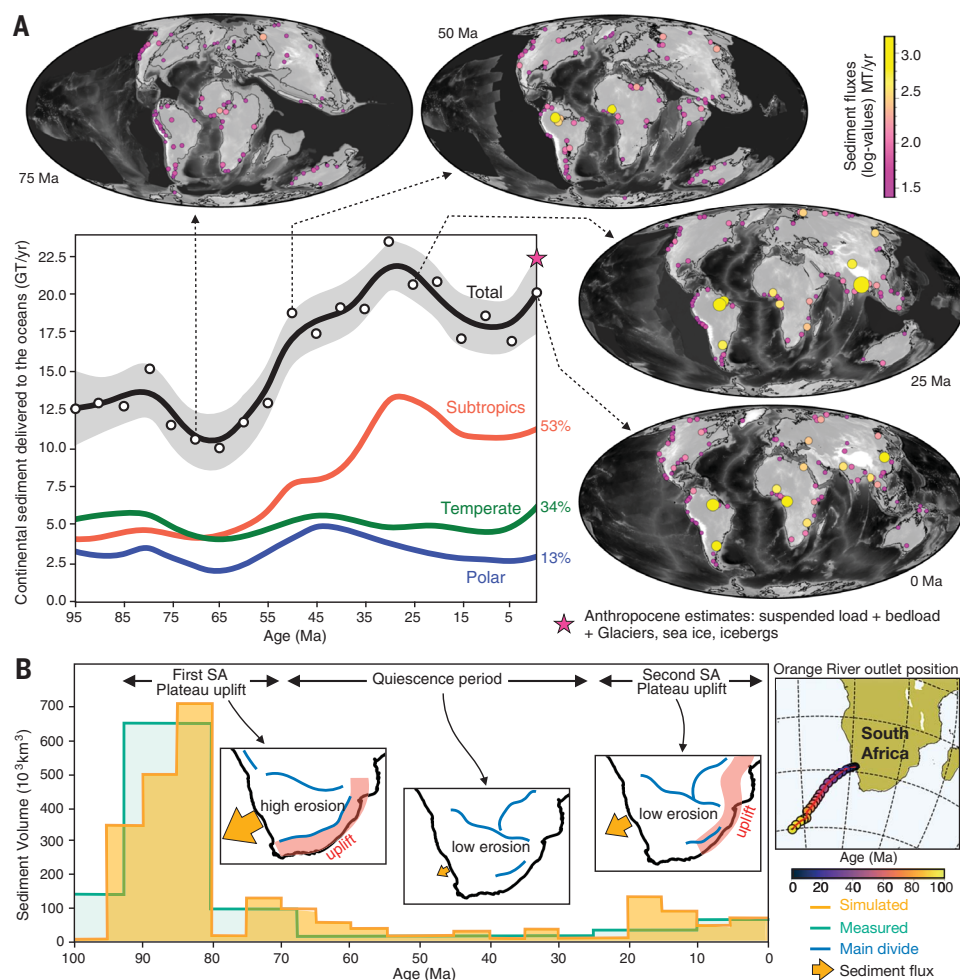 A
50 Ma
75 Ma
3.0
2.5
2.0
1.5
Sediment fluxes
(log-values) MT/yr
25 Ma
0 Ma
Continental sediment delivered to the oceans (GT/yr)
22.5
20.0
17.5
15.0
12.5
10.0
7.5
5.0
2.5
0.0
Total
Subtropics
53%
Temperate
34%
Polar
13%
95
85
75
65
55
45
35
25
15
5
Age (Ma)
Anthropocene estimates: suspended load + bedload
+ Glaciers, sea ice, icebergs
B
Sediment Volume (10³km³)
700
600
500
400
300
200
100
0
First SA
Plateau uplift
Quiescence period
Second SA
Plateau uplift
high erosion
uplift
low erosion
low erosion
uplift
100
90
80
70
60
50
40
30
20
10
0
Age (Ma)
Orange River outlet position
South
Africa
Age (Ma)
0 20 40 60 80 100
Simulated
Measured
Main divide
Sediment flux